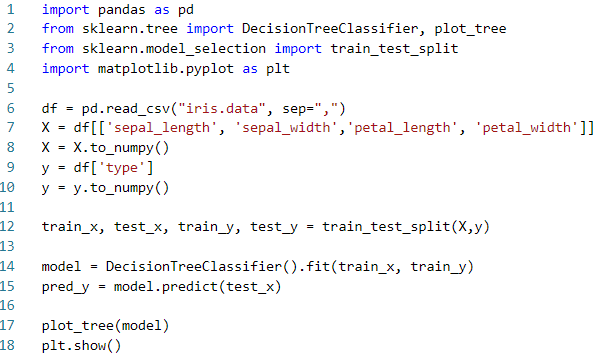 1 import pandas as pd
2 from sklearn.tree import DecisionTreeClassifier, plot_tree
3 from sklearn.model_selection import train_test_split
4 import matplotlib.pyplot as plt
5
6 df = pd.read_csv("iris.data", sep=",")
7 X = df[['sepal_length', 'sepal_width','petal_length', 'petal_width']]
8 X = X.to_numpy()
9 y = df['type']
10 y = y.to_numpy()
11
12 train_x, test_x, train_y, test_y = train_test_split(X,y)
13
14 model = DecisionTreeClassifier().fit(train_x, train_y)
15 pred_y = model.predict(test_x)
16
17 plot_tree(model)
18 plt.show()